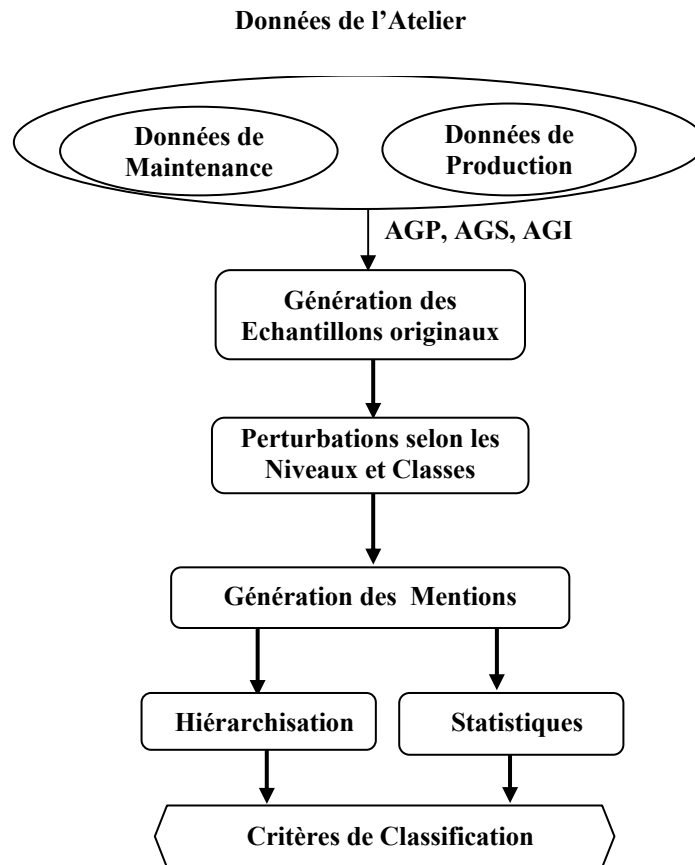 Données de l’Atelier
Données de
Maintenance
Données de
Production
AGP, AGS, AGI
Génération des
Echantillons originaux
Perturbations selon les
Niveaux et Classes
Génération des Mentions
Hiérarchisation
Statistiques
Critères de Classification